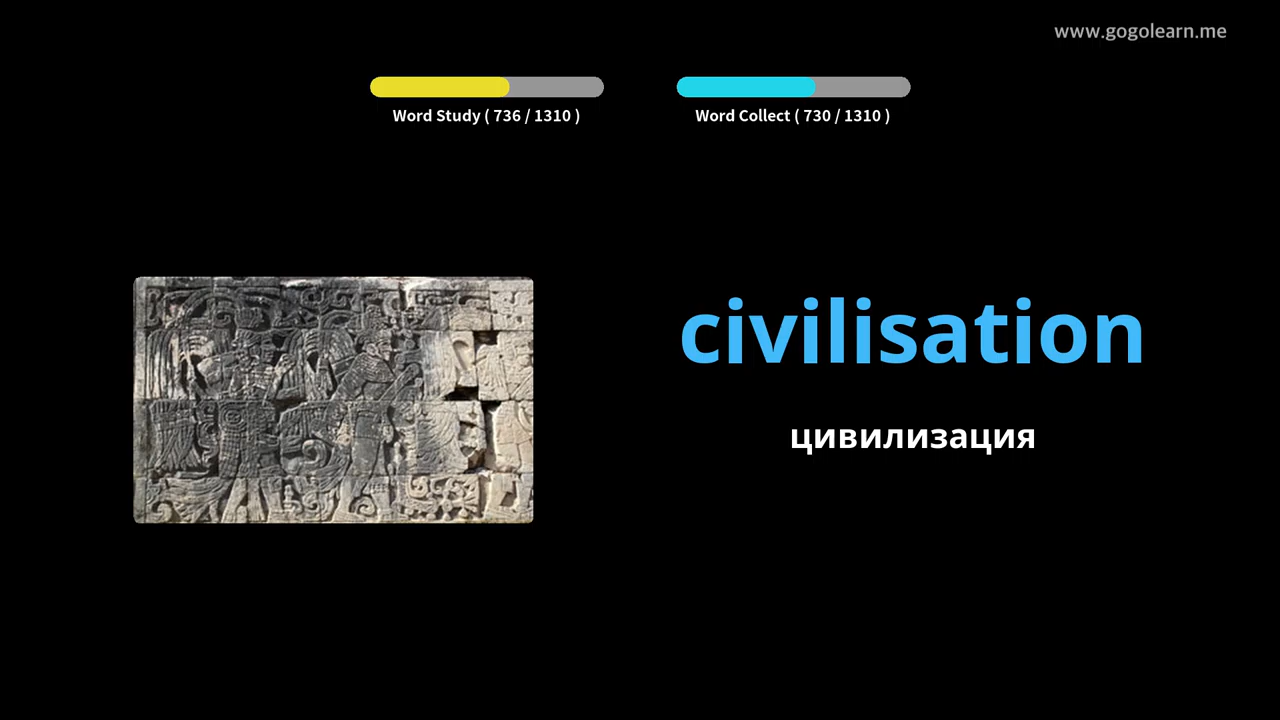 www.gogolearn.me
Word Study ( 736 / 1310 )
Word Collect ( 730 / 1310 )
civilisation
цивилизация